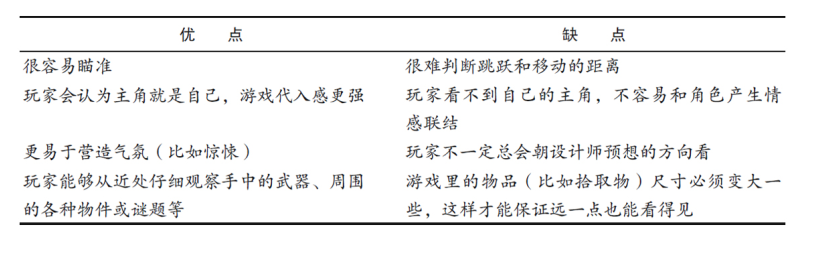 优 点 缺 点
很容易瞄准 很难判断跳跃和移动的距离
玩家会认为主角就是自己，游戏代入感更强 玩家看不到自己的主角，不容易和角色产生情
感联结
更易于营造气氛（比如惊悚） 玩家不一定总会朝设计师预想的方向看
玩家能够从近处仔细观察手中的武器、周围 游戏里的物品（比如拾取物）尺寸必须变大一
的各种物件或谜题等 些，这样才能保证远一点也能看得见